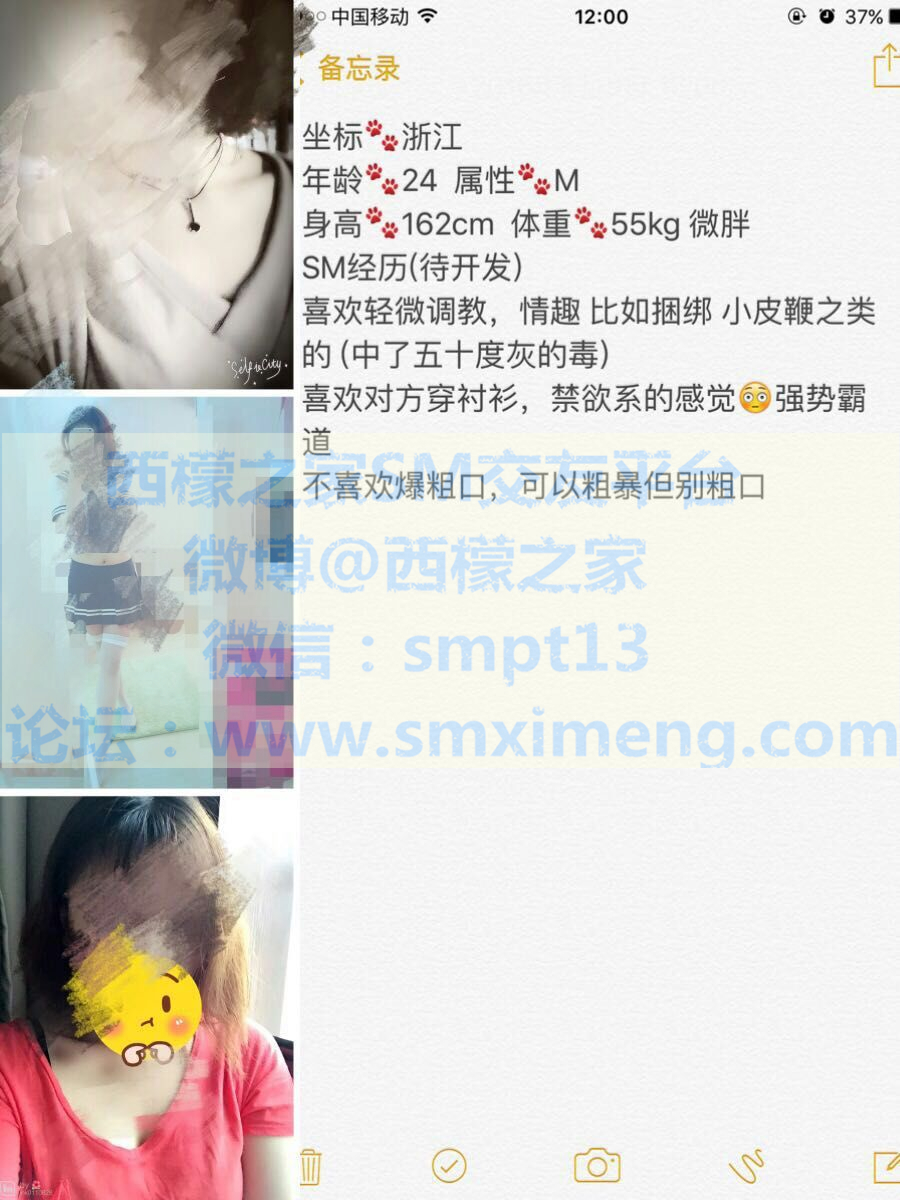 中国移动 12:00 37%
备忘录
坐标🐾浙江
年龄🐾24 属性🐾M
身高🐾162cm 体重🐾55kg 微胖
SM经历(待开发)
喜欢轻微调教，情趣 比如捆绑 小皮鞭之类
的 (中了五十度灰的毒)
喜欢对方穿衬衫，禁欲系的感觉😳强势霸
道
不喜欢爆粗口，可以粗暴但别粗口
西檬之家SM交友平台
微博@西檬之家
微信：smpt13
论坛：www.smximeng.com
Selfie City